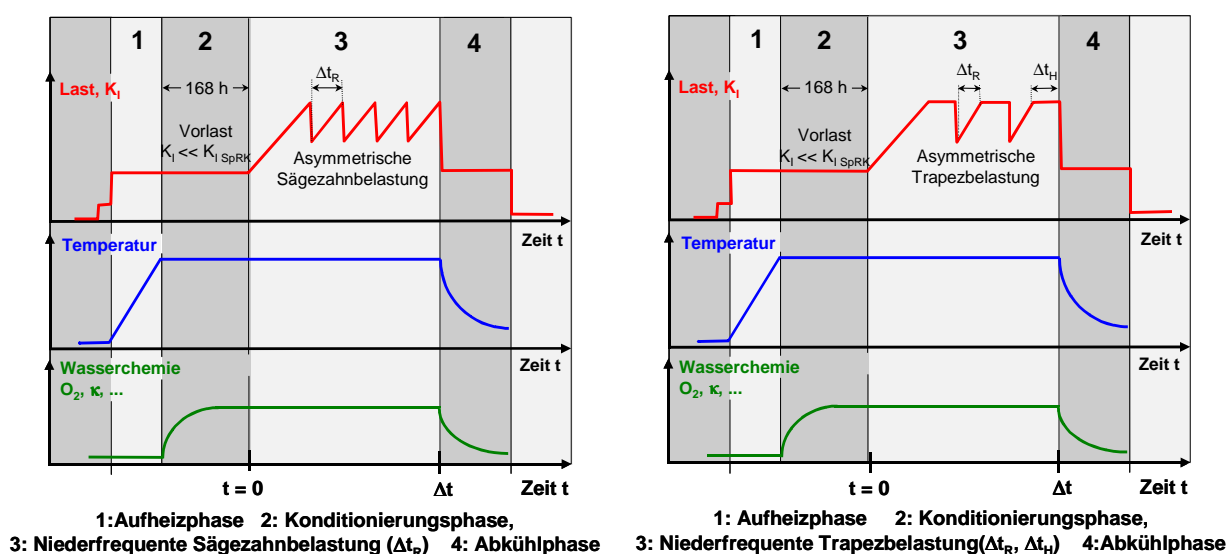 1 2 3 4
Last, K_I
← 168 h →
Δt_R
Vorlast
K_I << K_I SpRK
Asymmetrische
Sägezahnbelastung
Zeit t
Temperatur
Zeit t
Wasserchemie
O₂, κ, ...
t = 0
Δt
Zeit t
1:Aufheizphase 2: Konditionierungsphase,
3: Niederfrequente Sägezahnbelastung (Δt_R) 4: Abkühlphase
1 2 3 4
Last, K_I
← 168 h →
Δt_R
Δt_H
Vorlast
K_I << K_I SpRK
Asymmetrische
Trapezbelastung
Zeit t
Temperatur
Zeit t
Wasserchemie
O₂, κ, ...
t = 0
Δt
Zeit t
1: Aufheizphase 2: Konditionierungsphase,
3: Niederfrequente Trapezbelastung(Δt_R, Δt_H) 4:Abkühlphase